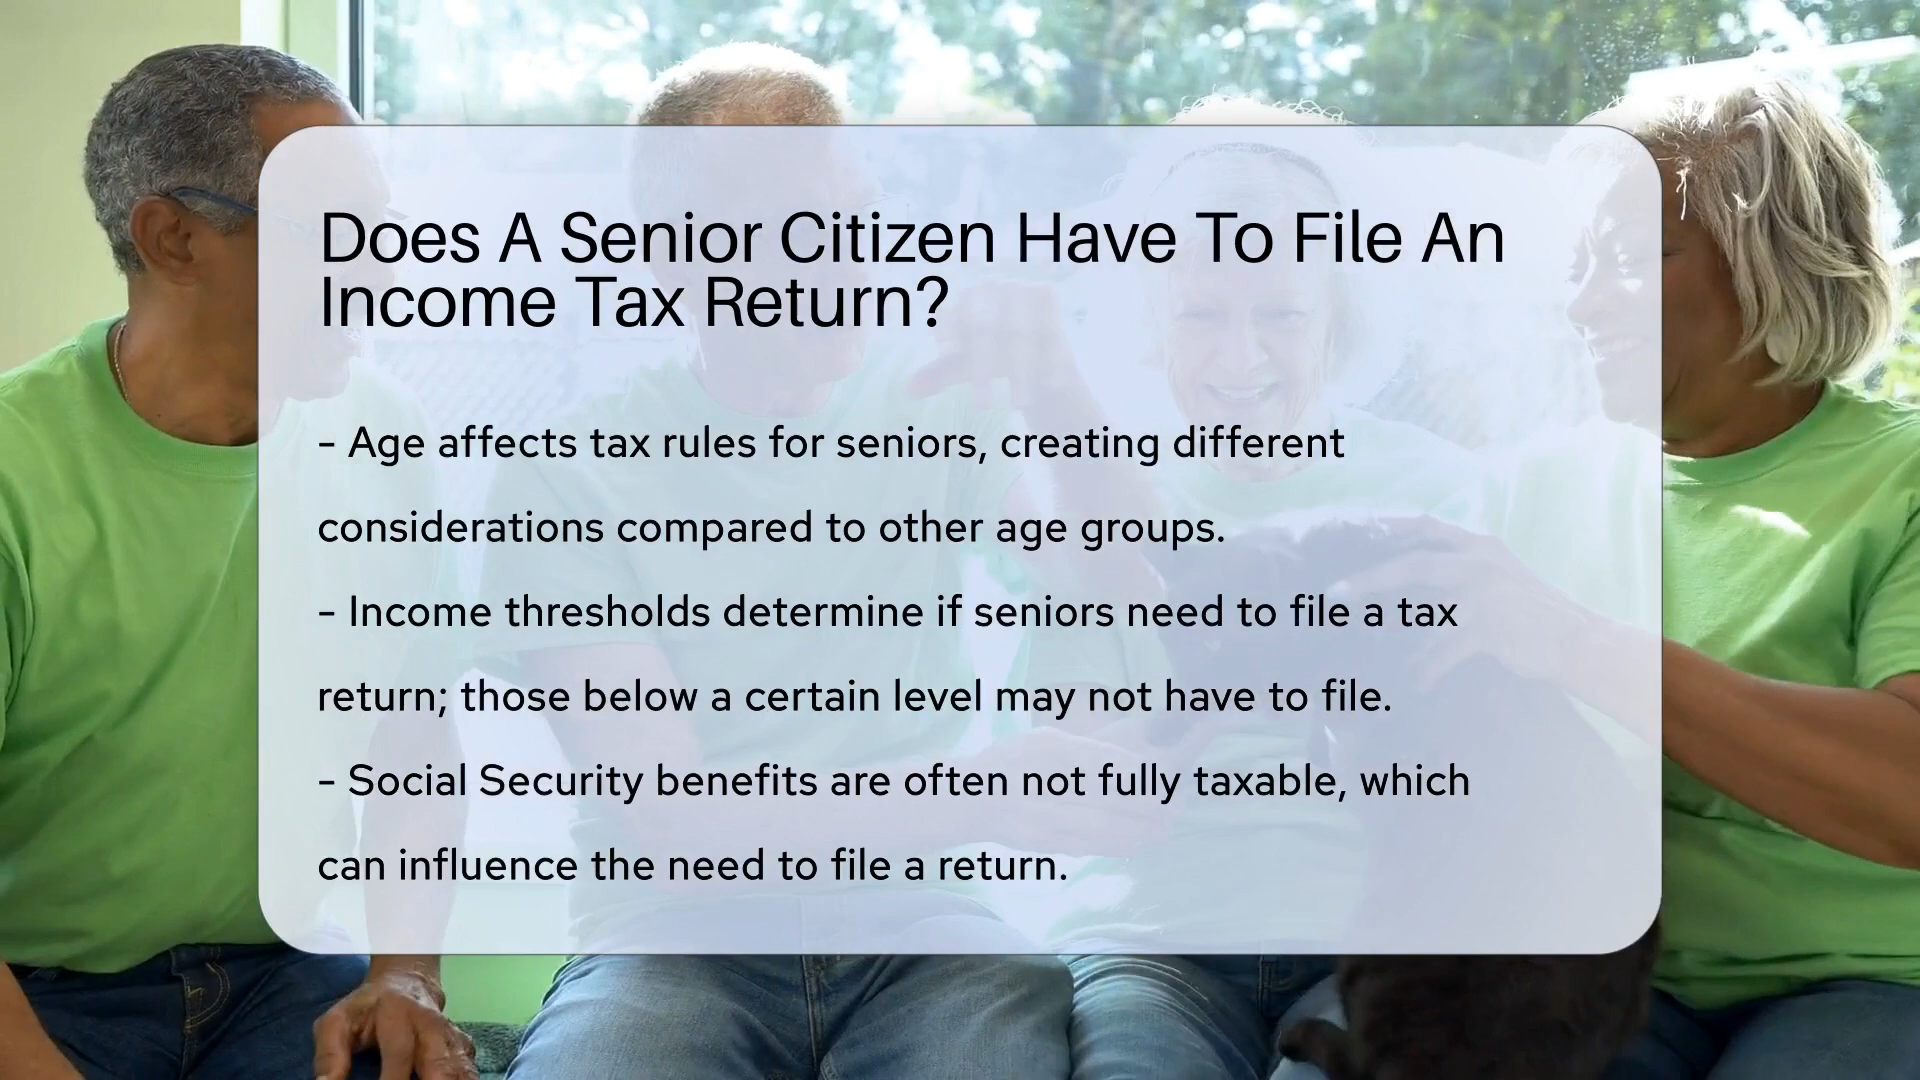 Does A Senior Citizen Have To File An
Income Tax Return?
- Age affects tax rules for seniors, creating different
considerations compared to other age groups.
- Income thresholds determine if seniors need to file a tax
return; those below a certain level may not have to file.
- Social Security benefits are often not fully taxable, which
can influence the need to file a return.